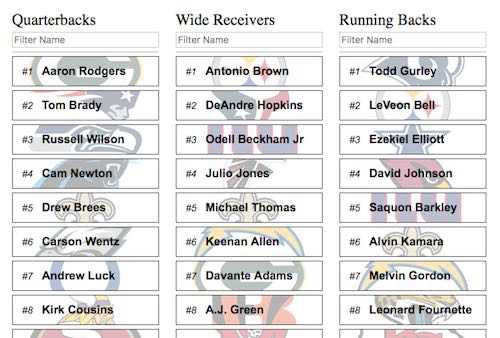 Quarterbacks
Filter Name
#1 Aaron Rodgers
#2 Tom Brady
#3 Russell Wilson
#4 Cam Newton
#5 Drew Brees
#6 Carson Wentz
#7 Andrew Luck
#8 Kirk Cousins
Wide Receivers
Filter Name
#1 Antonio Brown
#2 DeAndre Hopkins
#3 Odell Beckham Jr
#4 Julio Jones
#5 Michael Thomas
#6 Keenan Allen
#7 Davante Adams
#8 A.J. Green
Running Backs
Filter Name
#1 Todd Gurley
#2 LeVeon Bell
#3 Ezekiel Elliott
#4 David Johnson
#5 Saquon Barkley
#6 Alvin Kamara
#7 Melvin Gordon
#8 Leonard Fournette